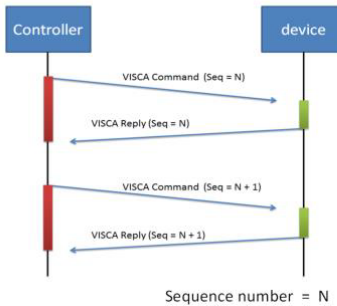 Controller
device
VISCA Command (Seq = N)
VISCA Reply (Seq = N)
VISCA Command (Seq = N + 1)
VISCA Reply (Seq = N + 1)
Sequence number = N